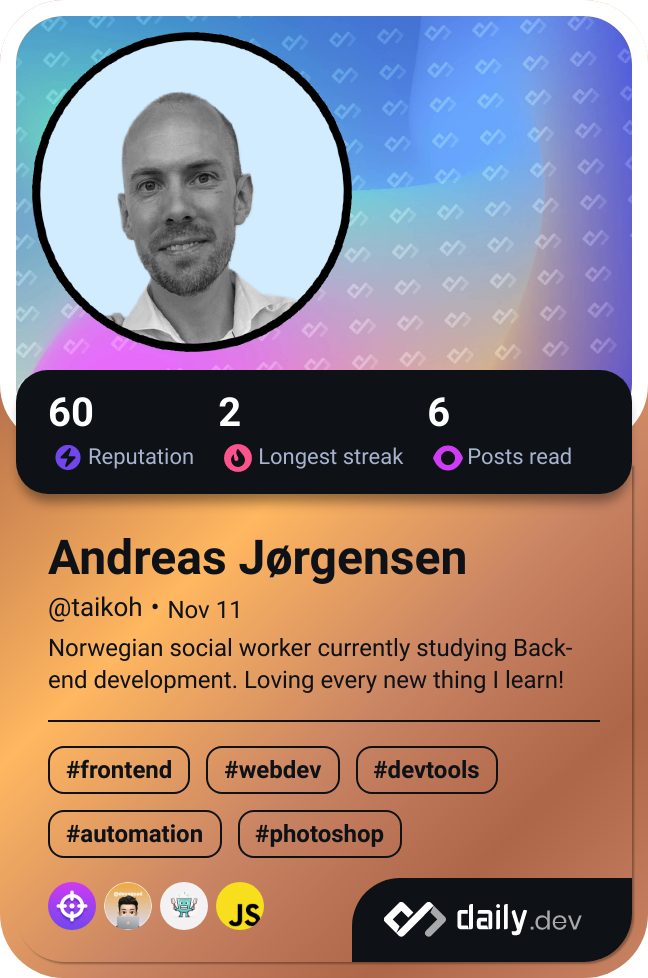 60 2 6
Reputation Longest streak Posts read
Andreas Jørgensen
@taikoh • Nov 11
Norwegian social worker currently studying Back-
end development. Loving every new thing I learn!
#frontend #webdev #devtools
#automation #photoshop
JS
daily.dev